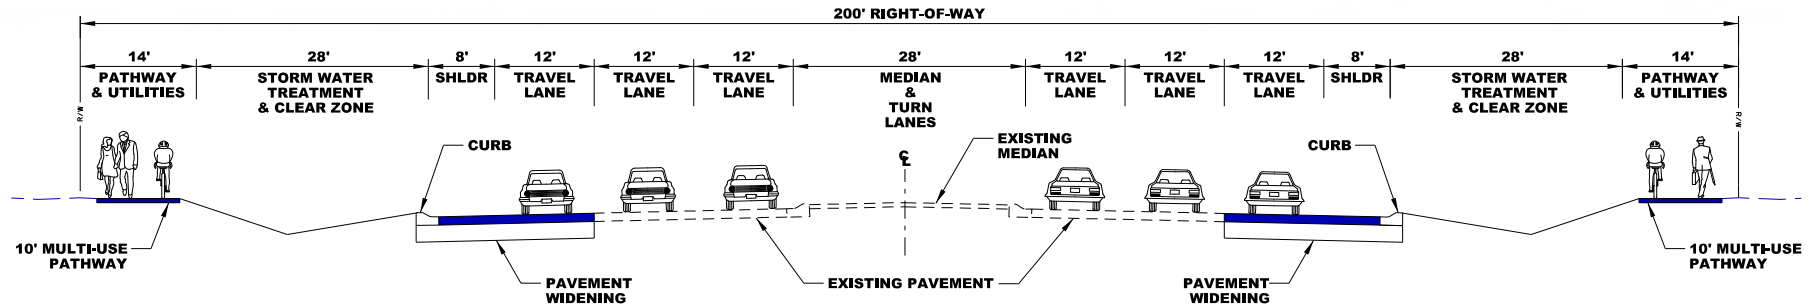 200' RIGHT-OF-WAY
14'
28'
8'
12'
12'
12'
28'
12'
12'
12'
8'
28'
14'
PATHWAY
& UTILITIES
STORM WATER
TREATMENT
& CLEAR ZONE
SHLDR
TRAVEL
LANE
TRAVEL
LANE
TRAVEL
LANE
MEDIAN
&
TURN
LANES
TRAVEL
LANE
TRAVEL
LANE
TRAVEL
LANE
SHLDR
STORM WATER
TREATMENT
& CLEAR ZONE
PATHWAY
& UTILITIES
R/W
R/W
CURB
℄
EXISTING
MEDIAN
CURB
10' MULTI-USE
PATHWAY
PAVEMENT
WIDENING
EXISTING PAVEMENT
PAVEMENT
WIDENING
10' MULTI-USE
PATHWAY